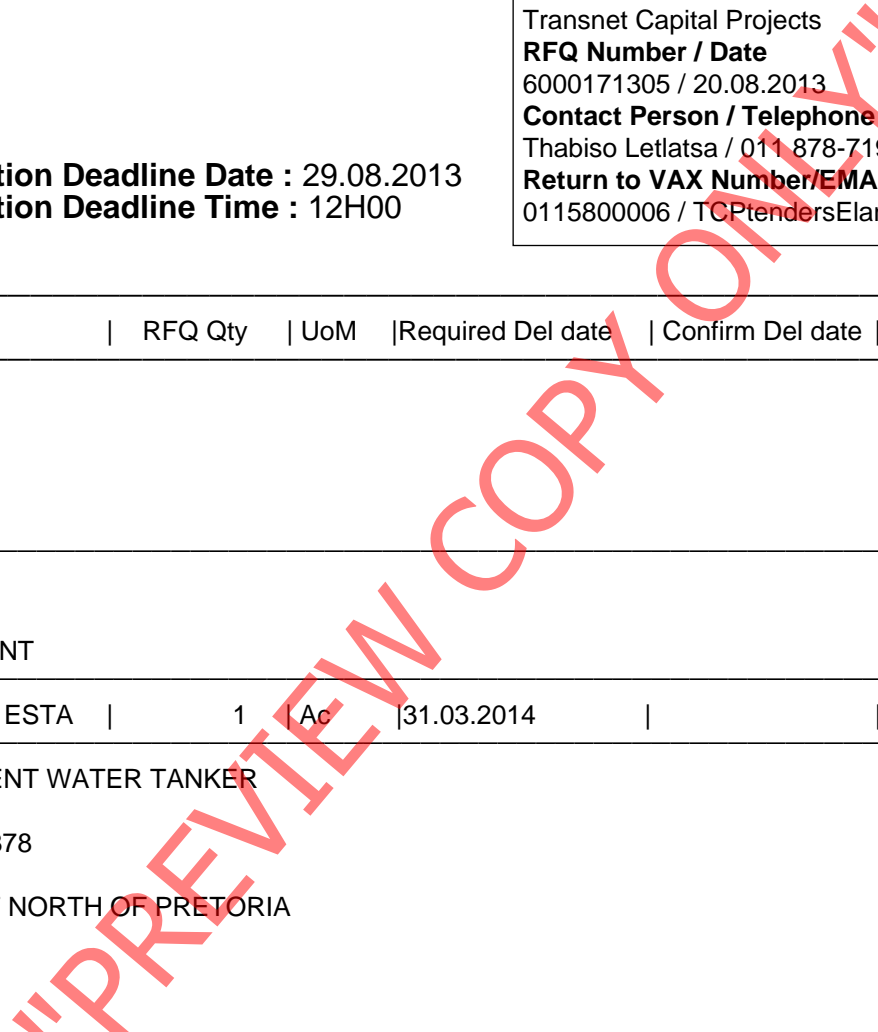 Transnet Capital Projects
RFQ Number / Date
6000171305 / 20.08.2013
Contact Person / Telephone
Thabiso Letlatsa / 011 878-719
Return to VAX Number/EMA
0115800006 / TCPtendersElan
tion Deadline Date : 29.08.2013
tion Deadline Time : 12H00
| RFQ Qty | UoM |Required Del date | Confirm Del date |
NT
ESTA | 1 | Ac |31.03.2014 | |
ENT WATER TANKER
378
NORTH OF PRETORIA
"PREVIEW COPY ONLY"